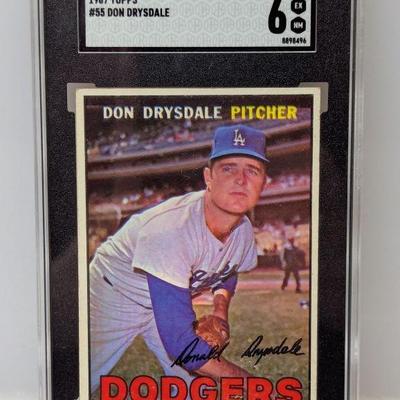 1967 TOPPS
#55 DON DRYSDALE
6
EX
NM
8898496
DON DRYSDALE PITCHER
LA
Donald Drysdale
DODGERS